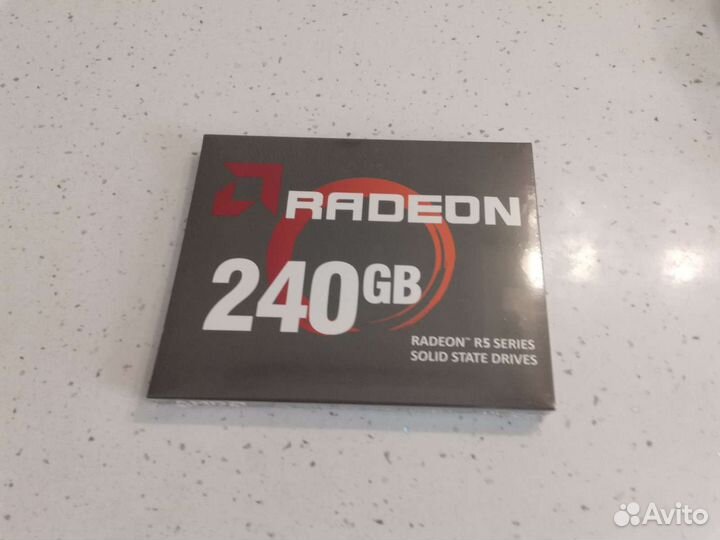 RADEON
240GB
RADEON™ R5 SERIES
SOLID STATE DRIVES
Avito